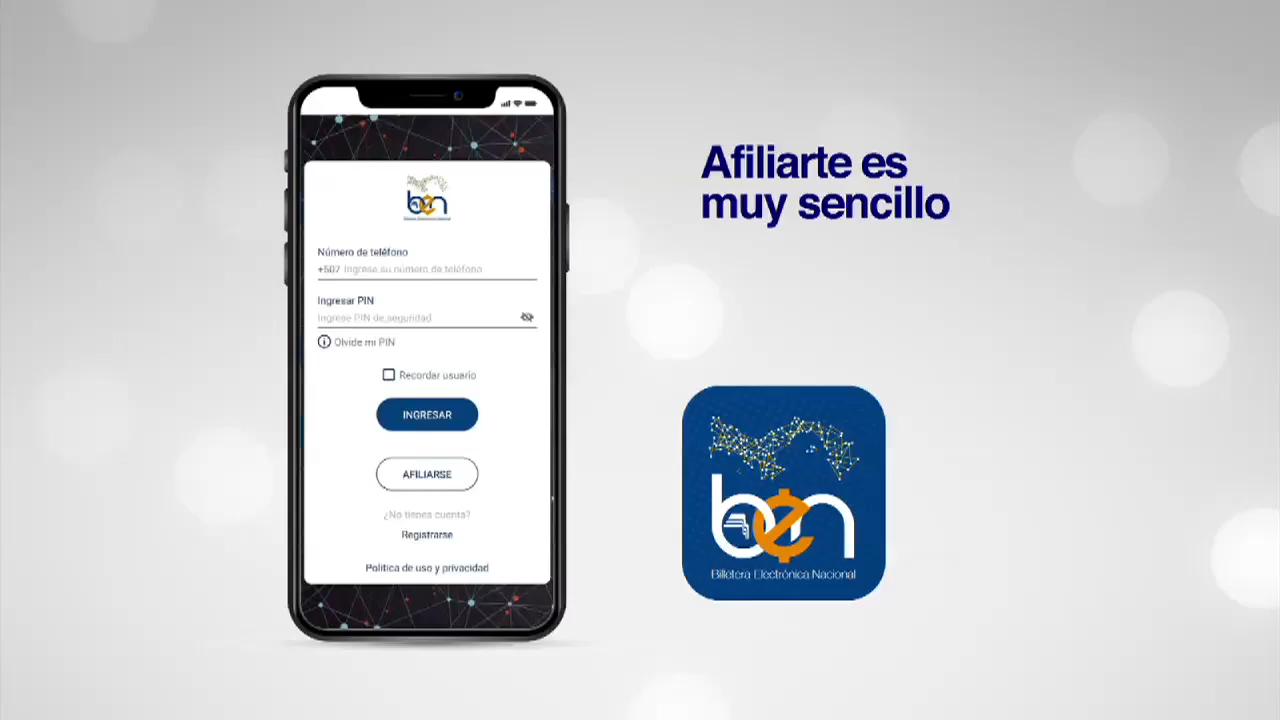 Afiliarte es
muy sencillo
ben
Número de teléfono
+507 Ingrese su número de teléfono
Ingresar PIN
Ingrese PIN de seguridad
Olvide mi PIN
Recordar usuario
INGRESAR
AFILIARSE
¿No tienes cuenta?
Registrarse
Política de uso y privacidad
ben
Billetera Electrónica Nacional